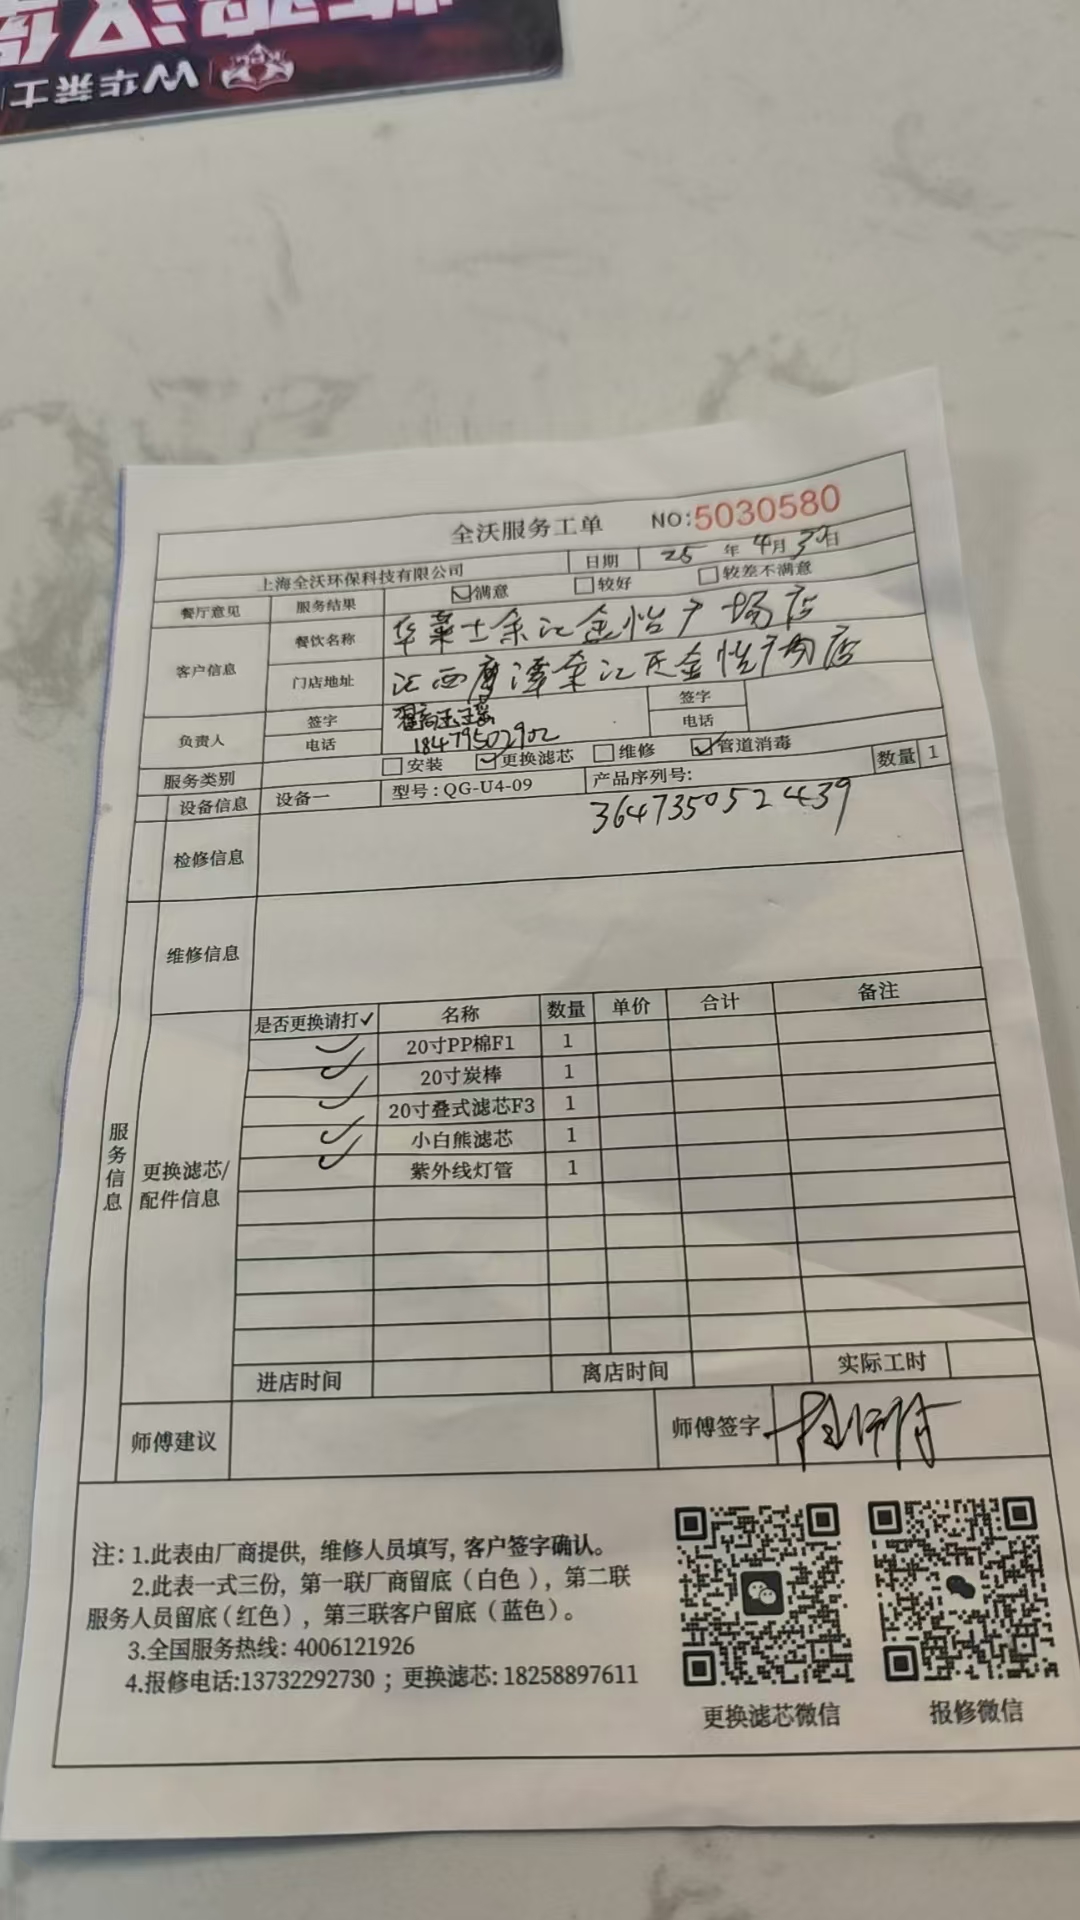 W华莱士
全沃服务工单 NO:5030580
上海全沃环保科技有限公司 日期 25 年 4月 30日
餐厅意见 服务结果 ☑满意 □较好 □较差不满意
客户信息 餐饮名称 华莱士余江金怡广场店
门店地址 江西鹰潭余江区金怡广场店
负责人 签字 签字
电话 18479502902 电话
服务类别 □安装 ☑更换滤芯 □维修 ☑管道消毒
设备信息 设备一 型号:QG-U4-09 产品序列号: 数量 1
3647350524439
检修信息
维修信息
服务信息
更换滤芯/配件信息
是否更换请打✓ 名称 数量 单价 合计 备注
✓ 20寸PP棉F1 1
✓ 20寸炭棒 1
✓ 20寸叠式滤芯F3 1
✓ 小白熊滤芯 1
✓ 紫外线灯管 1
进店时间 离店时间 实际工时
师傅建议 师傅签字
注: 1.此表由厂商提供, 维修人员填写, 客户签字确认。
2.此表一式三份, 第一联厂商留底 (白色 ), 第二联
服务人员留底(红色), 第三联客户留底 (蓝色)。
3.全国服务热线: 4006121926
4.报修电话:13732292730 ; 更换滤芯: 18258897611
更换滤芯微信 报修微信